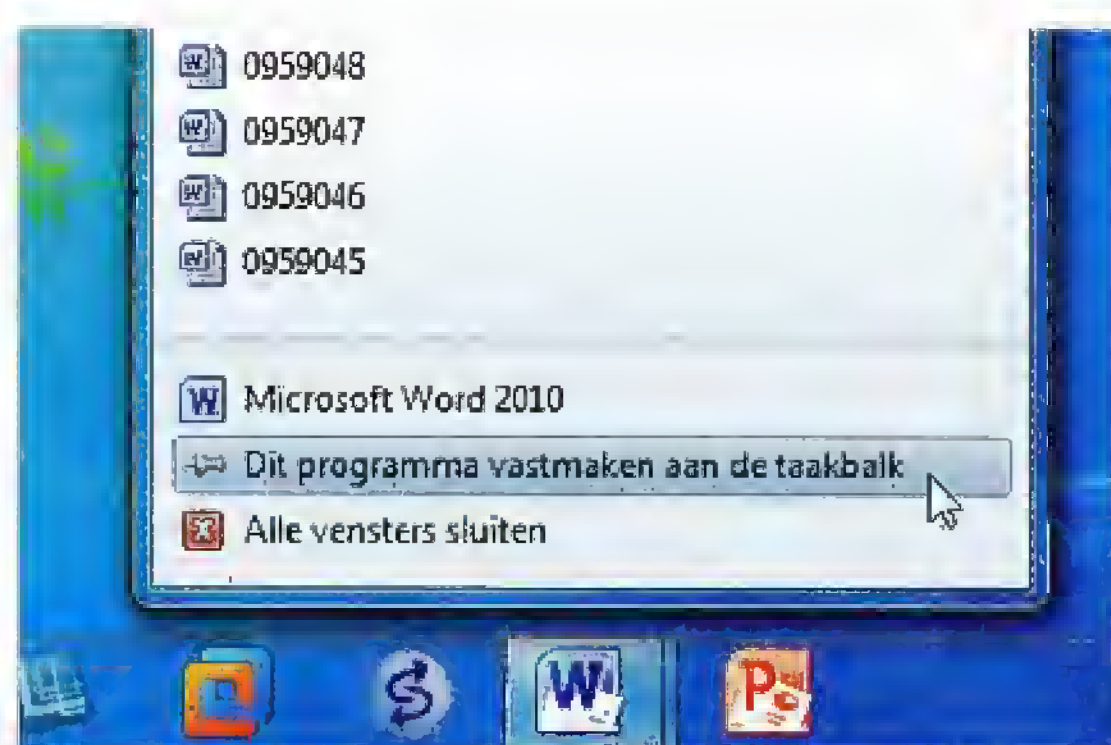 0959048
0959047
0959046
0959045
Microsoft Word 2010
Dit programma vastmaken aan de taakbalk
Alle vensters sluiten